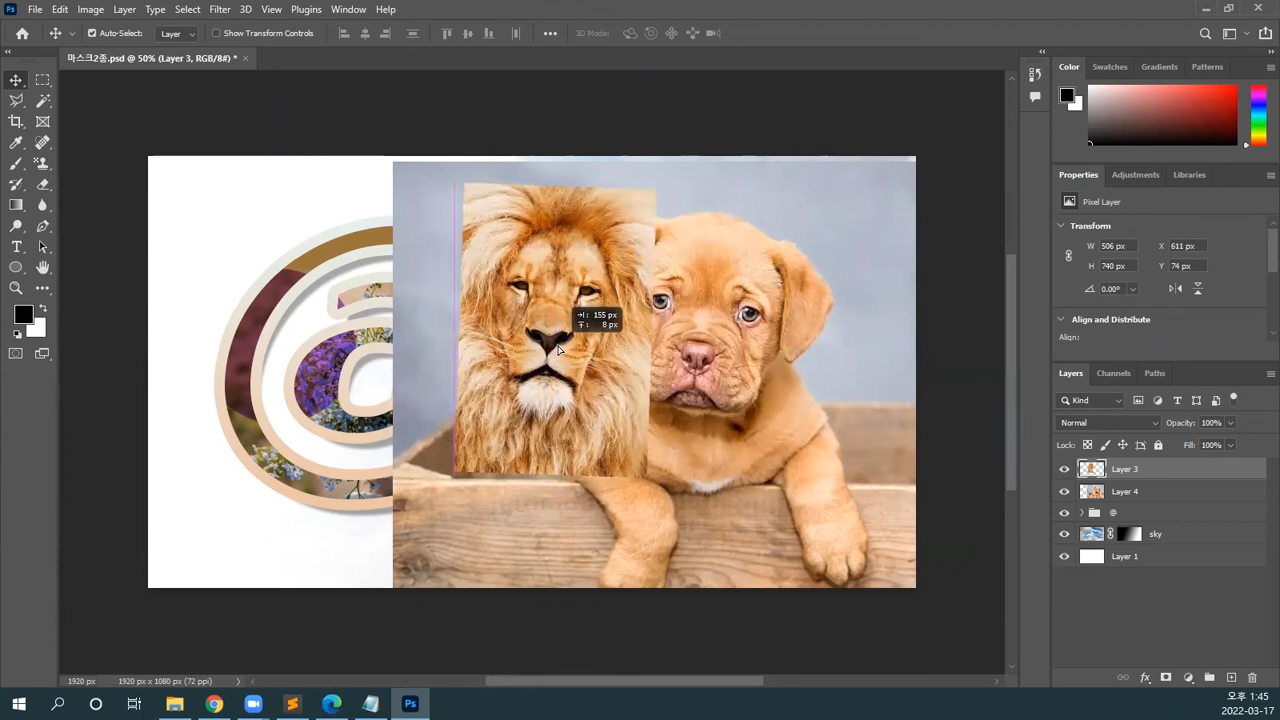 Ps File Edit Image Layer Type Select Filter 3D View Plugins Window Help
Auto-Select: Layer Show Transform Controls 3D Mode:
마스크2종.psd @ 50% (Layer 3, RGB/8#) *
Color Swatches Gradients Patterns
Properties Adjustments Libraries
Pixel Layer
Transform
W 506 px X 611 px
H 740 px Y 74 px
0.00°
Align and Distribute
Align:
155 px
8 px
@
Layers Channels Paths
Kind
Normal Opacity: 100%
Lock: Fill: 100%
Layer 3
Layer 4
@
sky
Layer 1
1920 px 1920 px x 1080 px (72 ppi)
Ps
오후 1:45
2022-03-17